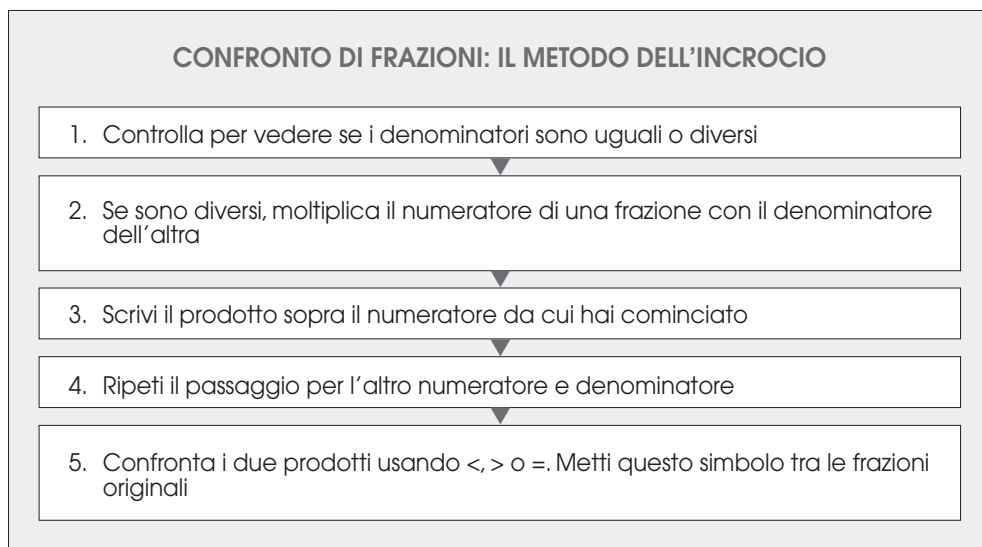 CONFRONTO DI FRAZIONI: IL METODO DELL'INCROCIO
1. Controlla per vedere se i denominatori sono uguali o diversi
2. Se sono diversi, moltiplica il numeratore di una frazione con il denominatore
dell'altra
3. Scrivi il prodotto sopra il numeratore da cui hai cominciato
4. Ripeti il passaggio per l'altro numeratore e denominatore
5. Confronta i due prodotti usando <, > o =. Metti questo simbolo tra le frazioni
originali